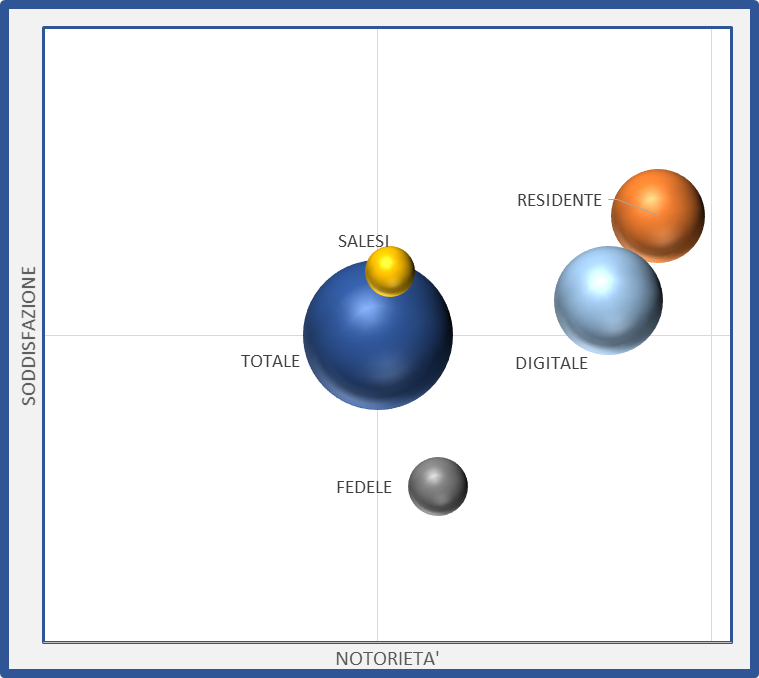 RESIDENTE
SALESI
TOTALE
DIGITALE
FEDELE
SODDISFAZIONE
NOTORIETA'